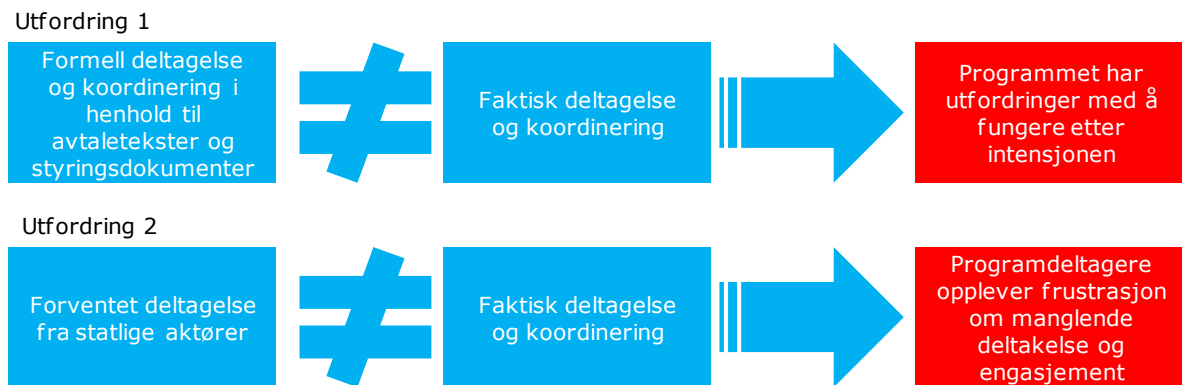 Utfordring 1
Formell deltagelse
og koordinering i
henhold til
avtaletekster og
styringsdokumenter
≠
Faktisk deltagelse
og koordinering
Programmet har
utfordringer med å
fungere etter
intensjonen
Utfordring 2
Forventet deltagelse
fra statlige aktører
≠
Faktisk deltagelse
og koordinering
Programdeltagere
opplever frustrasjon
om manglende
deltakelse og
engasjement